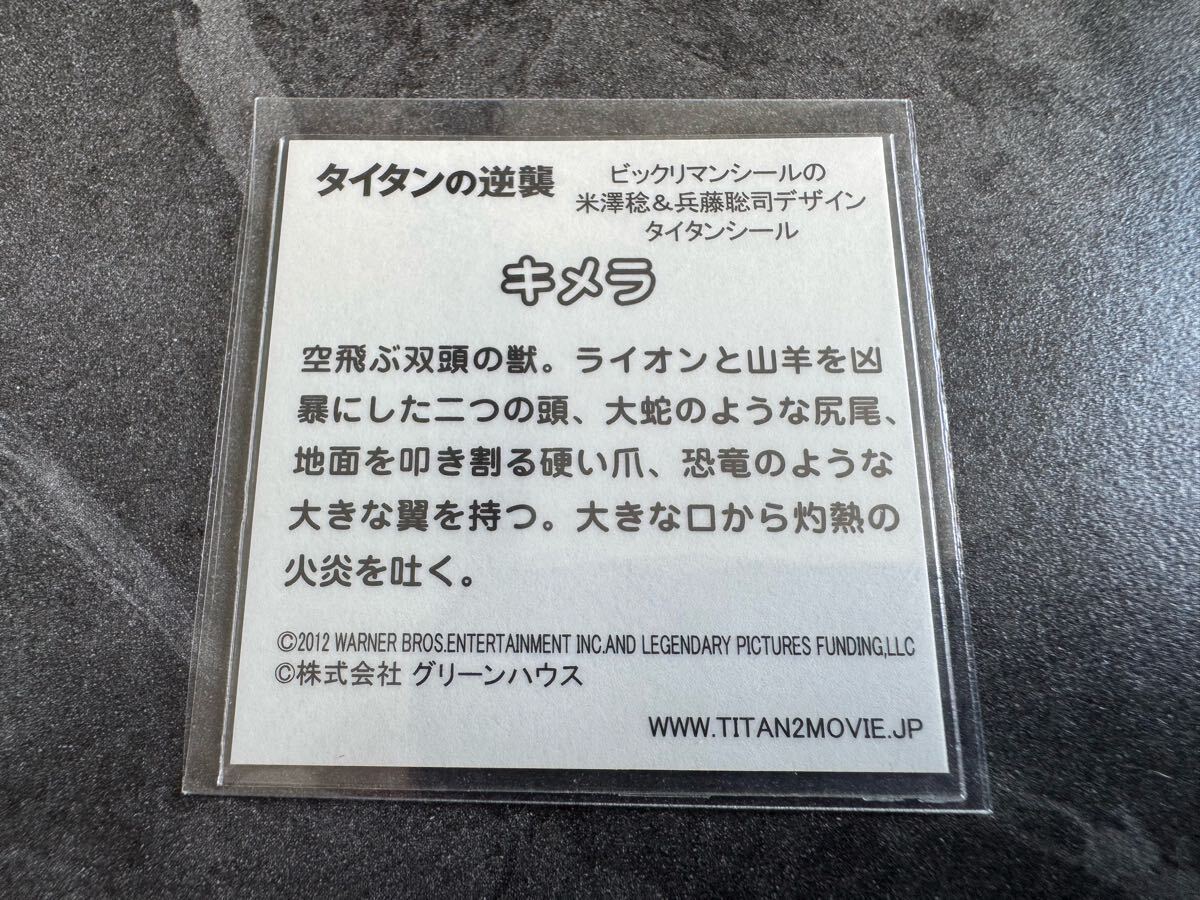 タイタンの逆襲
ビックリマンシールの
米澤稔&兵藤聡司デザイン
タイタンシール
キメラ
空飛ぶ双頭の獣。ライオンと山羊を凶
暴にした二つの頭、大蛇のような尻尾、
地面を叩き割る硬い爪、恐竜のような
大きな翼を持つ。大きな口から灼熱の
火炎を吐く。
©2012 WARNER BROS.ENTERTAINMENT INC.AND LEGENDARY PICTURES FUNDING,LLC
©株式会社 グリーンハウス
WWW.TITAN2MOVIE.JP